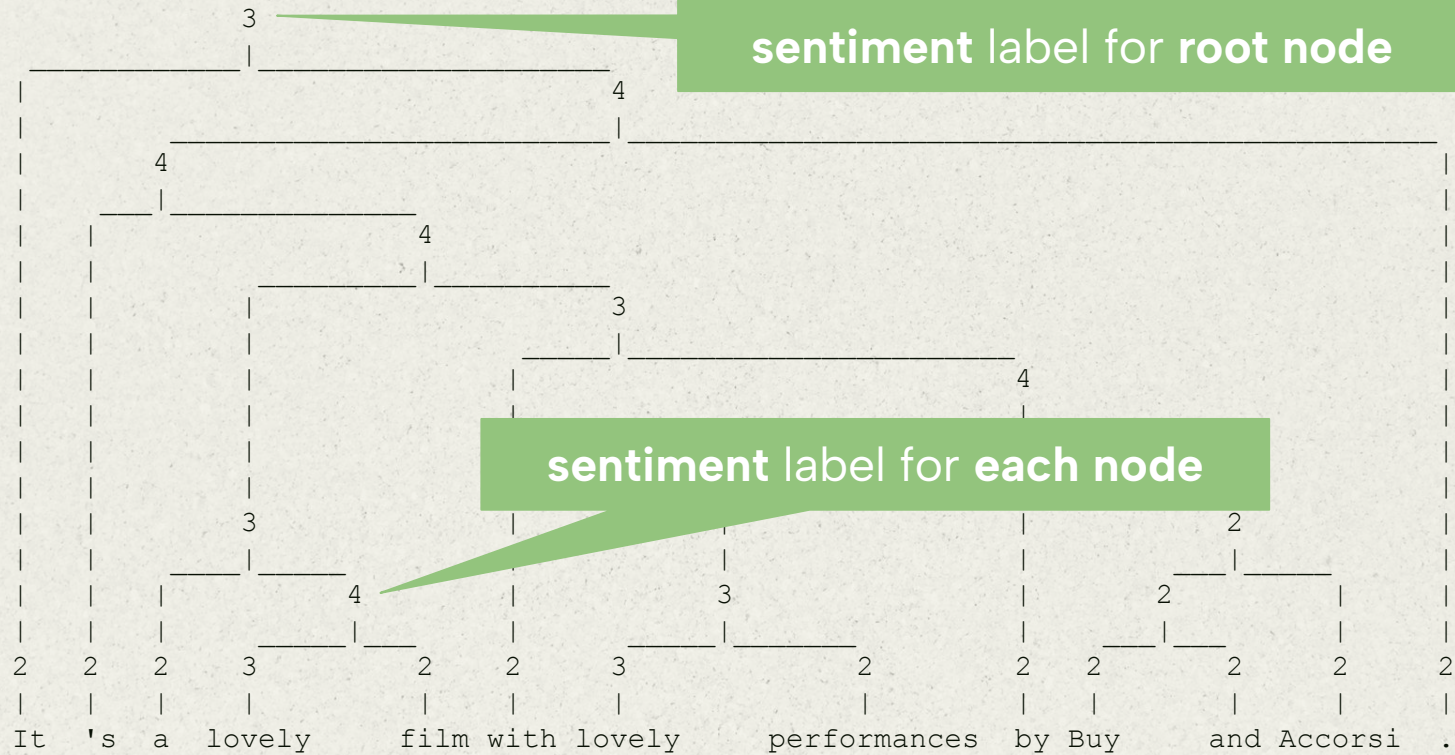 3
sentiment label for root node
4
4
4
3
4
sentiment label for each node
3 2
4 3 2
2 2 2 3 2 2 3 2 2 2 2 2 2
It 's a lovely film with lovely performances by Buy and Accorsi .